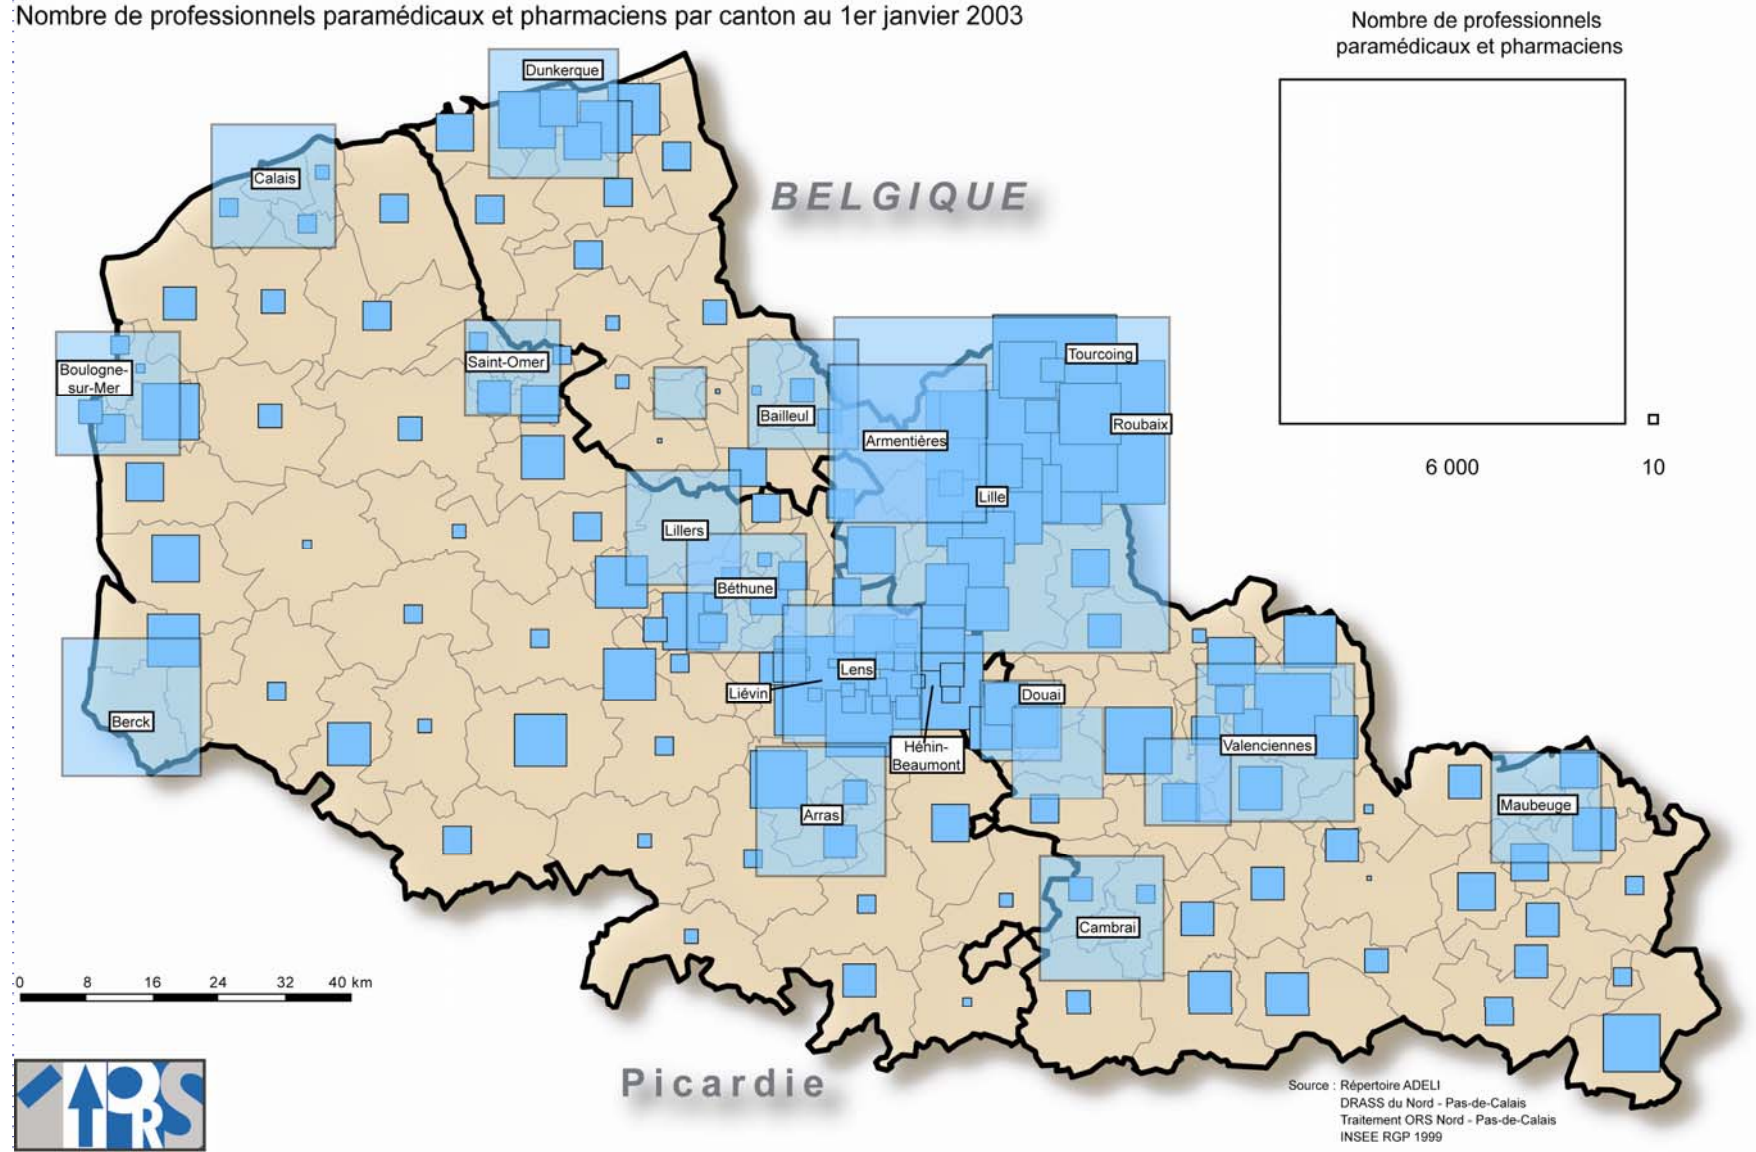 Nombre de professionnels paramédicaux et pharmaciens par canton au 1er janvier 2003
Nombre de professionnels
paramédicaux et pharmaciens
6 000
10
BELGIQUE
Dunkerque
Calais
Boulogne-
sur-Mer
Saint-Omer
Bailleul
Armentières
Tourcoing
Roubaix
Lille
Lillers
Béthune
Lens
Liévin
Hénin-
Beaumont
Douai
Berck
Arras
Valenciennes
Maubeuge
Cambrai
0 8 16 24 32 40 km
Picardie
ORS
Source : Répertoire ADELI
DRASS du Nord - Pas-de-Calais
Traitement ORS Nord - Pas-de-Calais
INSEE RGP 1999